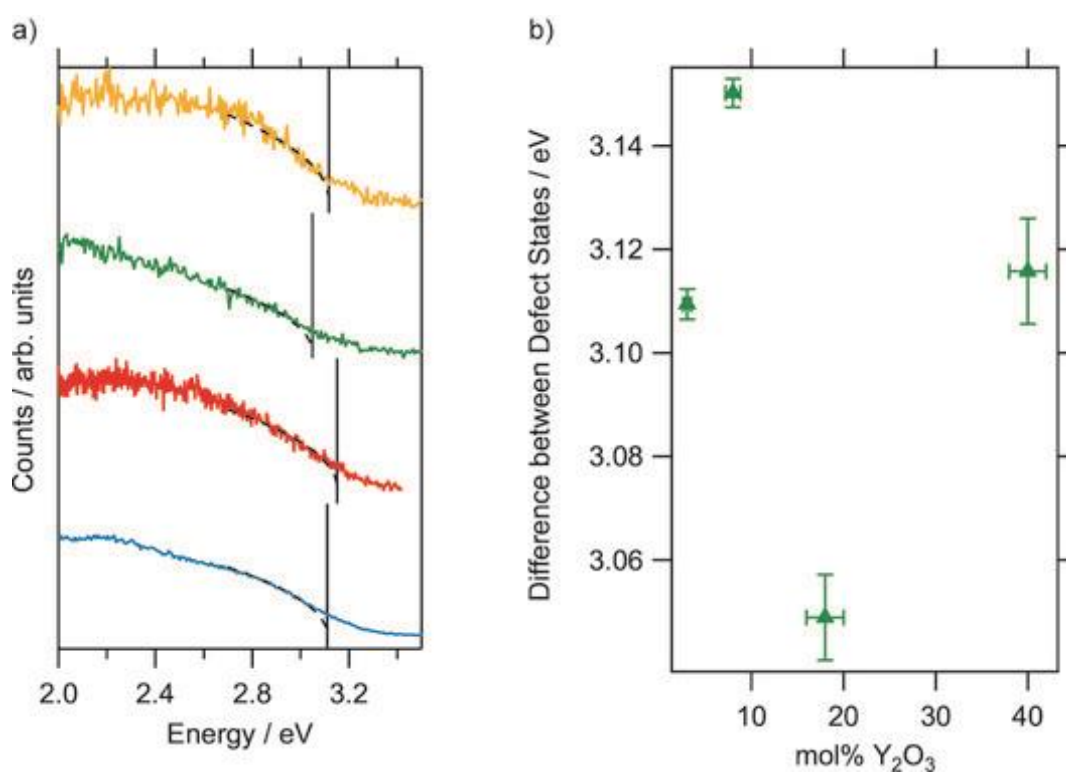 a)
Counts / arb. units
2.0 2.4 2.8 3.2
Energy / eV
b)
Difference between Defect States / eV
3.14
3.12
3.10
3.08
3.06
10 20 30 40
mol% Y₂O₃